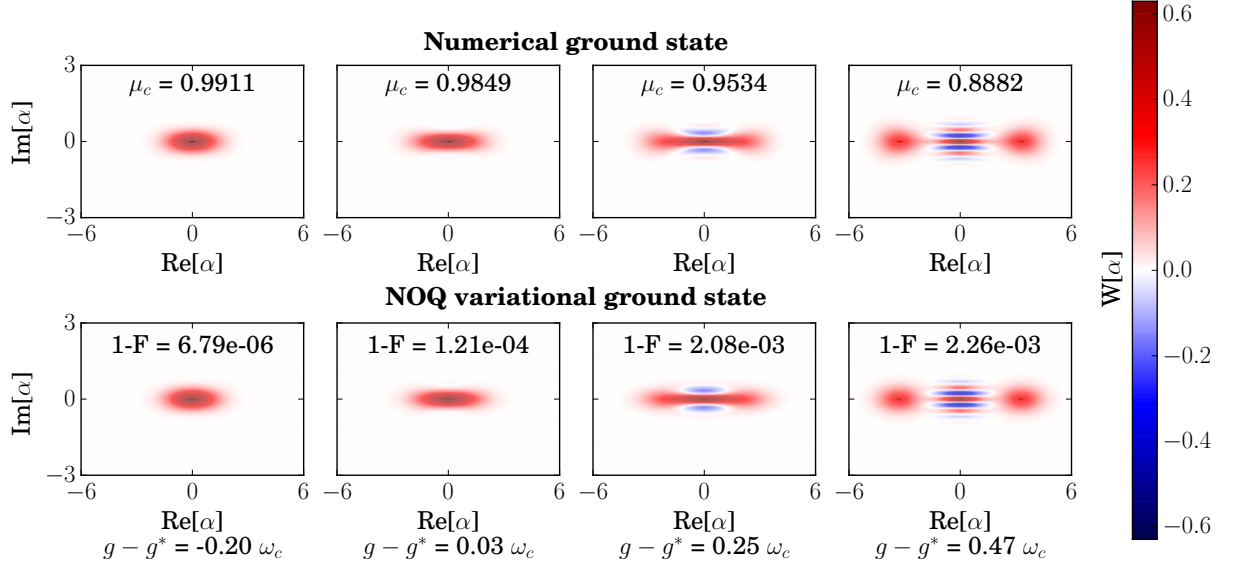 Numerical ground state
μc = 0.9911 μc = 0.9849 μc = 0.9534 μc = 0.8882
3
0
−3
Im[α]
−6 0 6 −6 0 6 −6 0 6 −6 0 6
Re[α] Re[α] Re[α] Re[α]
NOQ variational ground state
1-F = 6.79e-06 1-F = 1.21e-04 1-F = 2.08e-03 1-F = 2.26e-03
3
0
−3
Im[α]
−6 0 6 −6 0 6 −6 0 6 −6 0 6
Re[α] Re[α] Re[α] Re[α]
g − g* = -0.20 ωc g − g* = 0.03 ωc g − g* = 0.25 ωc g − g* = 0.47 ωc
W[α]
0.6
0.4
0.2
0.0
−0.2
−0.4
−0.6